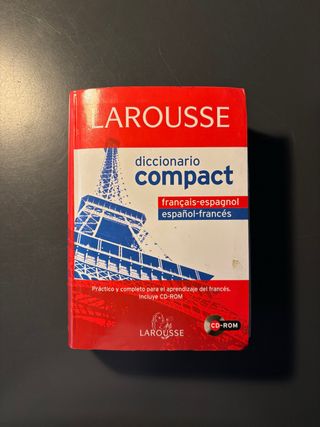 LAROUSSE
diccionario
compact
français-espagnol
español-francés
Práctico y completo para el aprendizaje del francés.
Incluye CD-ROM
LAROUSSE
CD-ROM